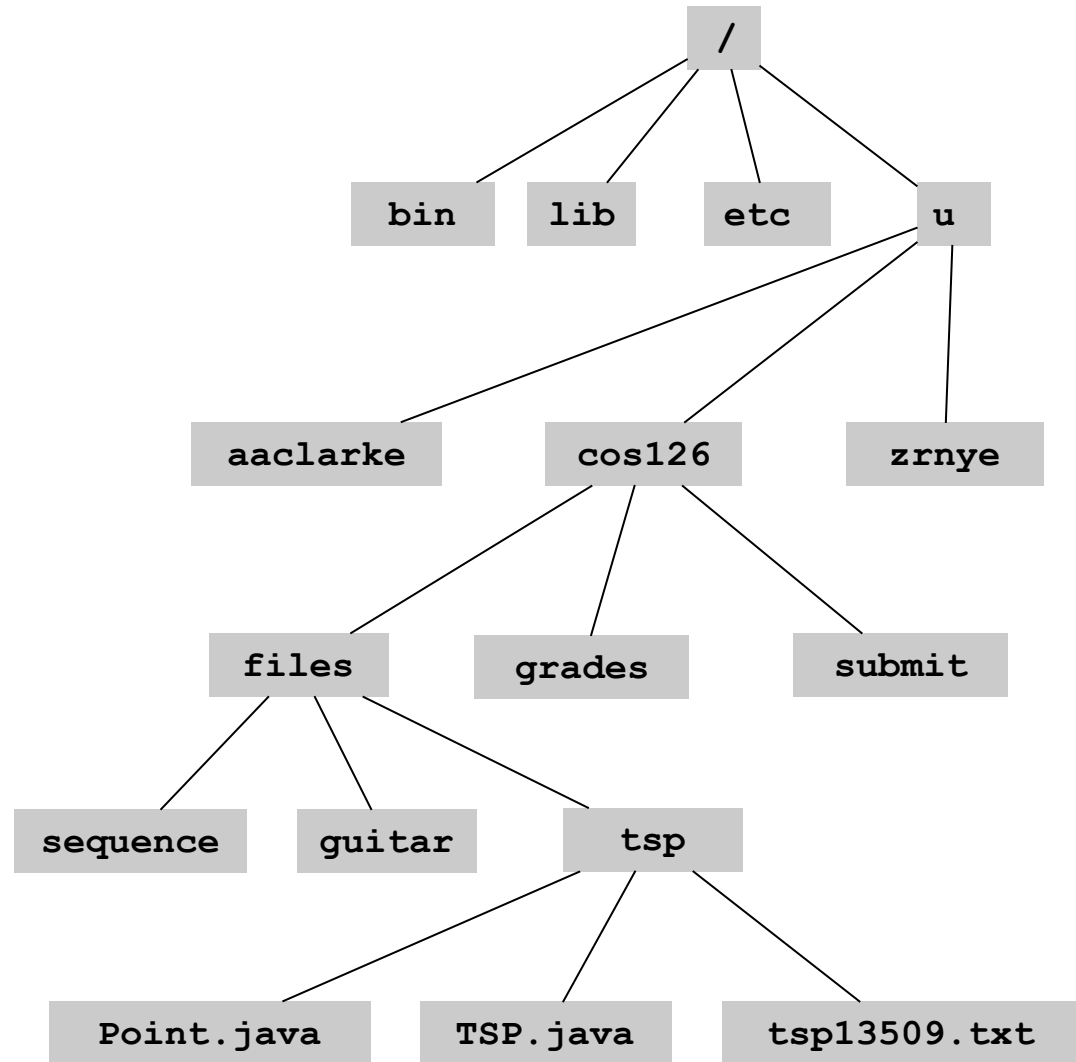 /
bin lib etc u
aaclarke cos126 zrnye
files grades submit
sequence guitar tsp
Point.java TSP.java tsp13509.txt